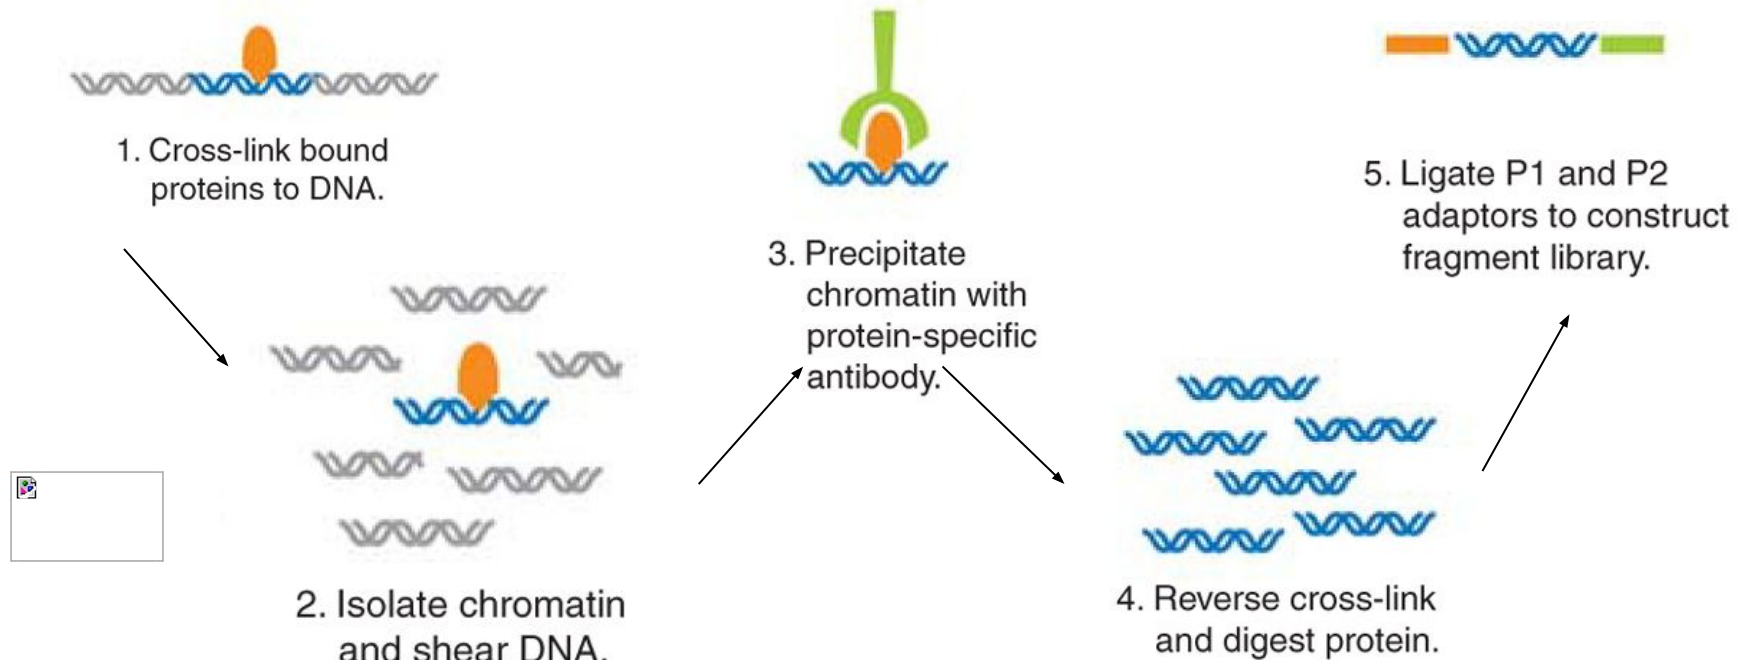 1. Cross-link bound
proteins to DNA.
2. Isolate chromatin
and shear DNA.
3. Precipitate
chromatin with
protein-specific
antibody.
4. Reverse cross-link
and digest protein.
5. Ligate P1 and P2
adaptors to construct
fragment library.